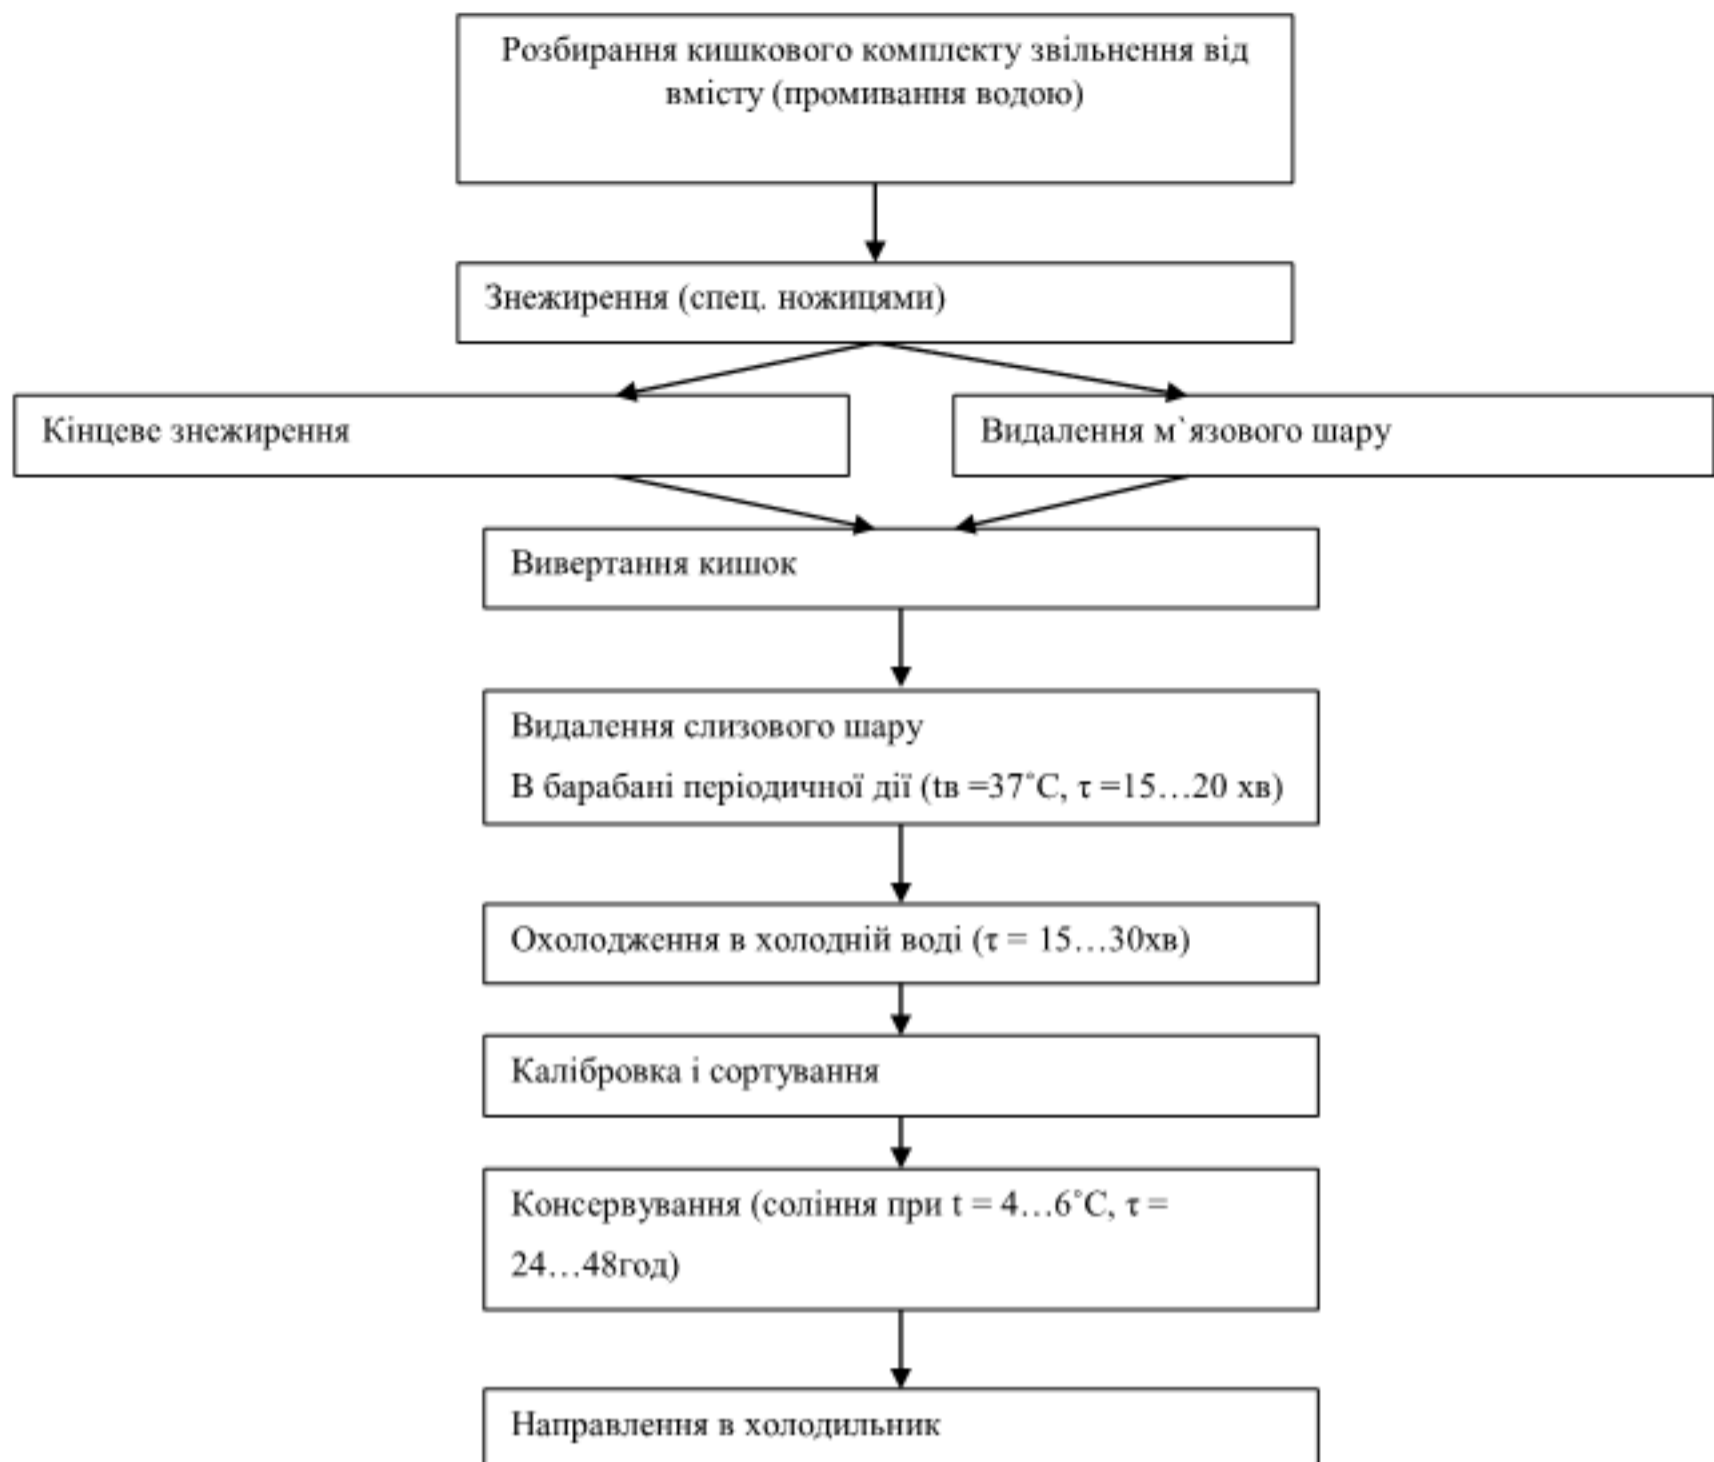 Розбирання кишкового комплекту звільнення від
вмісту (промивання водою)
Знежирення (спец. ножицями)
Кінцеве знежирення
Видалення м`язового шару
Вивертання кишок
Видалення слизового шару
В барабані періодичної дії (tв =37˚С, τ =15…20 хв)
Охолодження в холодній воді (τ = 15…30хв)
Калібровка і сортування
Консервування (соління при t = 4…6˚С, τ =
24…48год)
Направлення в холодильник